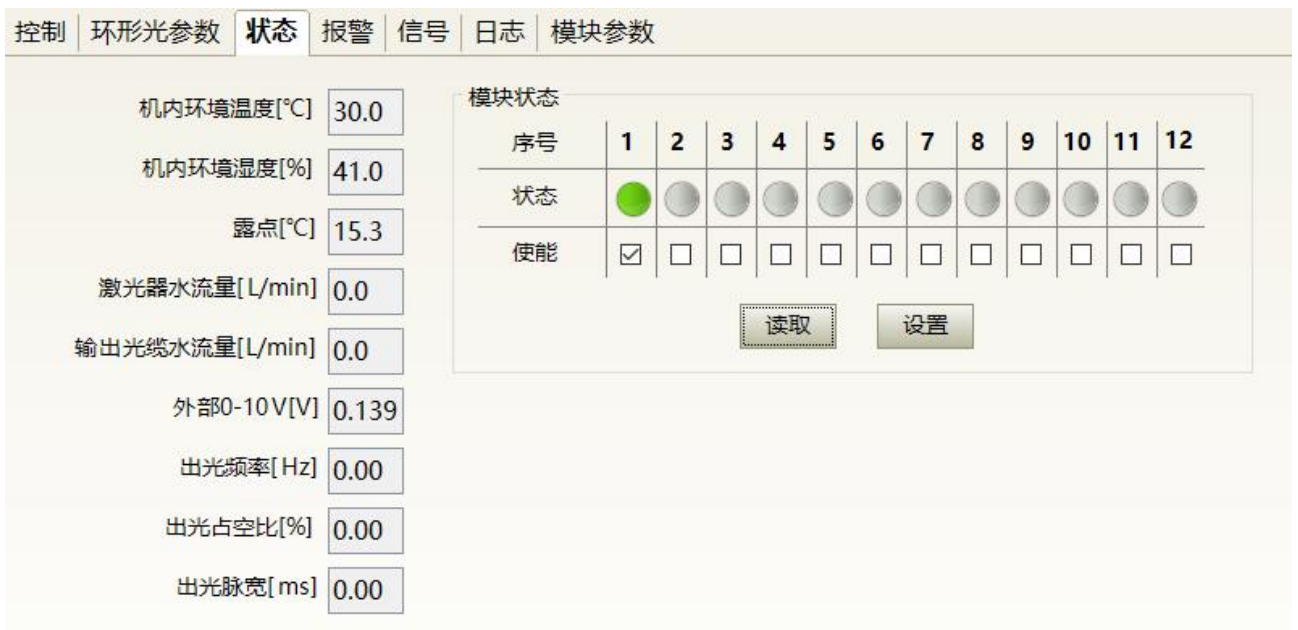 控制 环形光参数 状态 报警 信号 日志 模块参数
机内环境温度[℃] 30.0
机内环境湿度[%] 41.0
露点[℃] 15.3
激光器水流量[L/min] 0.0
输出光缆水流量[L/min] 0.0
外部0-10V[V] 0.139
出光频率[Hz] 0.00
出光占空比[%] 0.00
出光脉宽[ms] 0.00
模块状态
序号 1 2 3 4 5 6 7 8 9 10 11 12
状态
使能
读取 设置